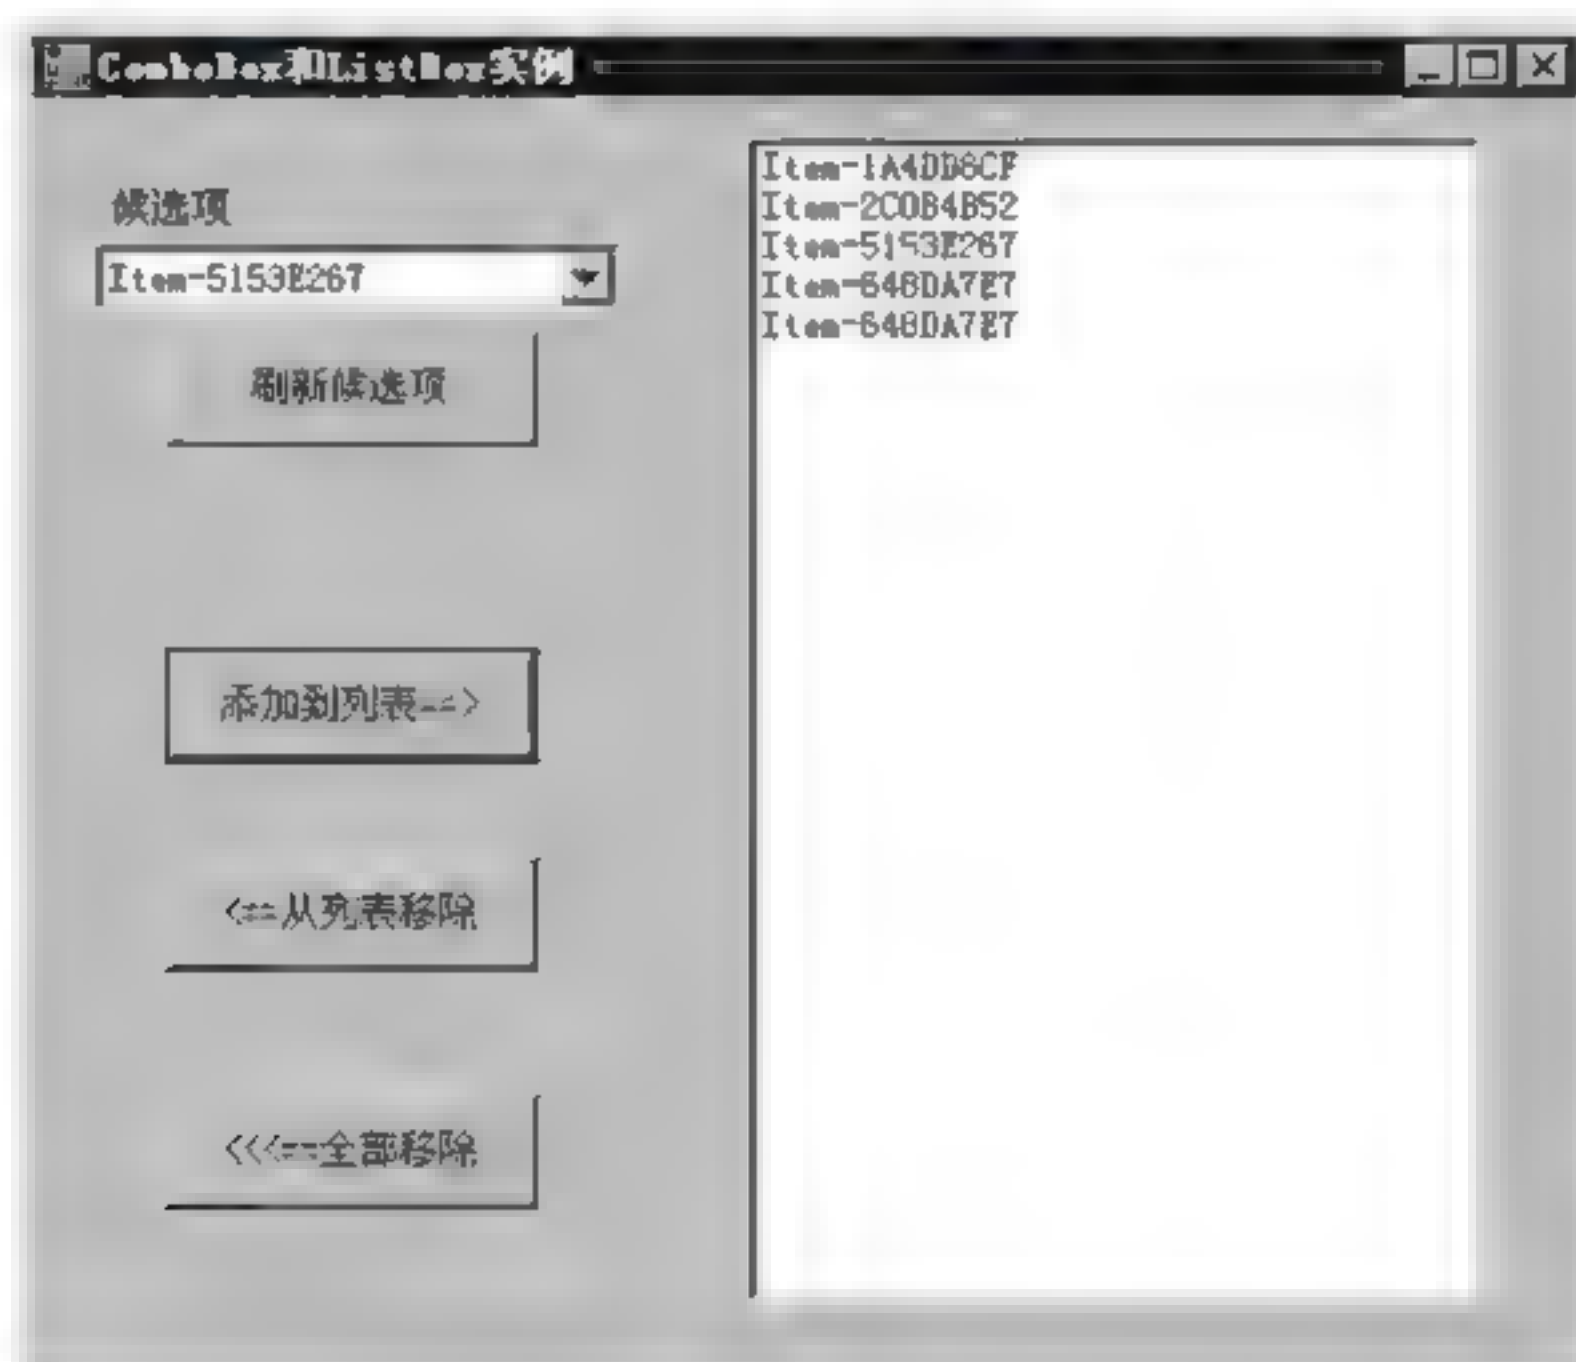 ComboBox和ListBox实例
候选项
Item-5153E267
刷新候选项
添加到列表==>
<==从列表移除
<<<==全部移除
Item-1A4DD8CF
Item-2C0B4B52
Item-5153E267
Item-648DA7E7
Item-648DA7E7